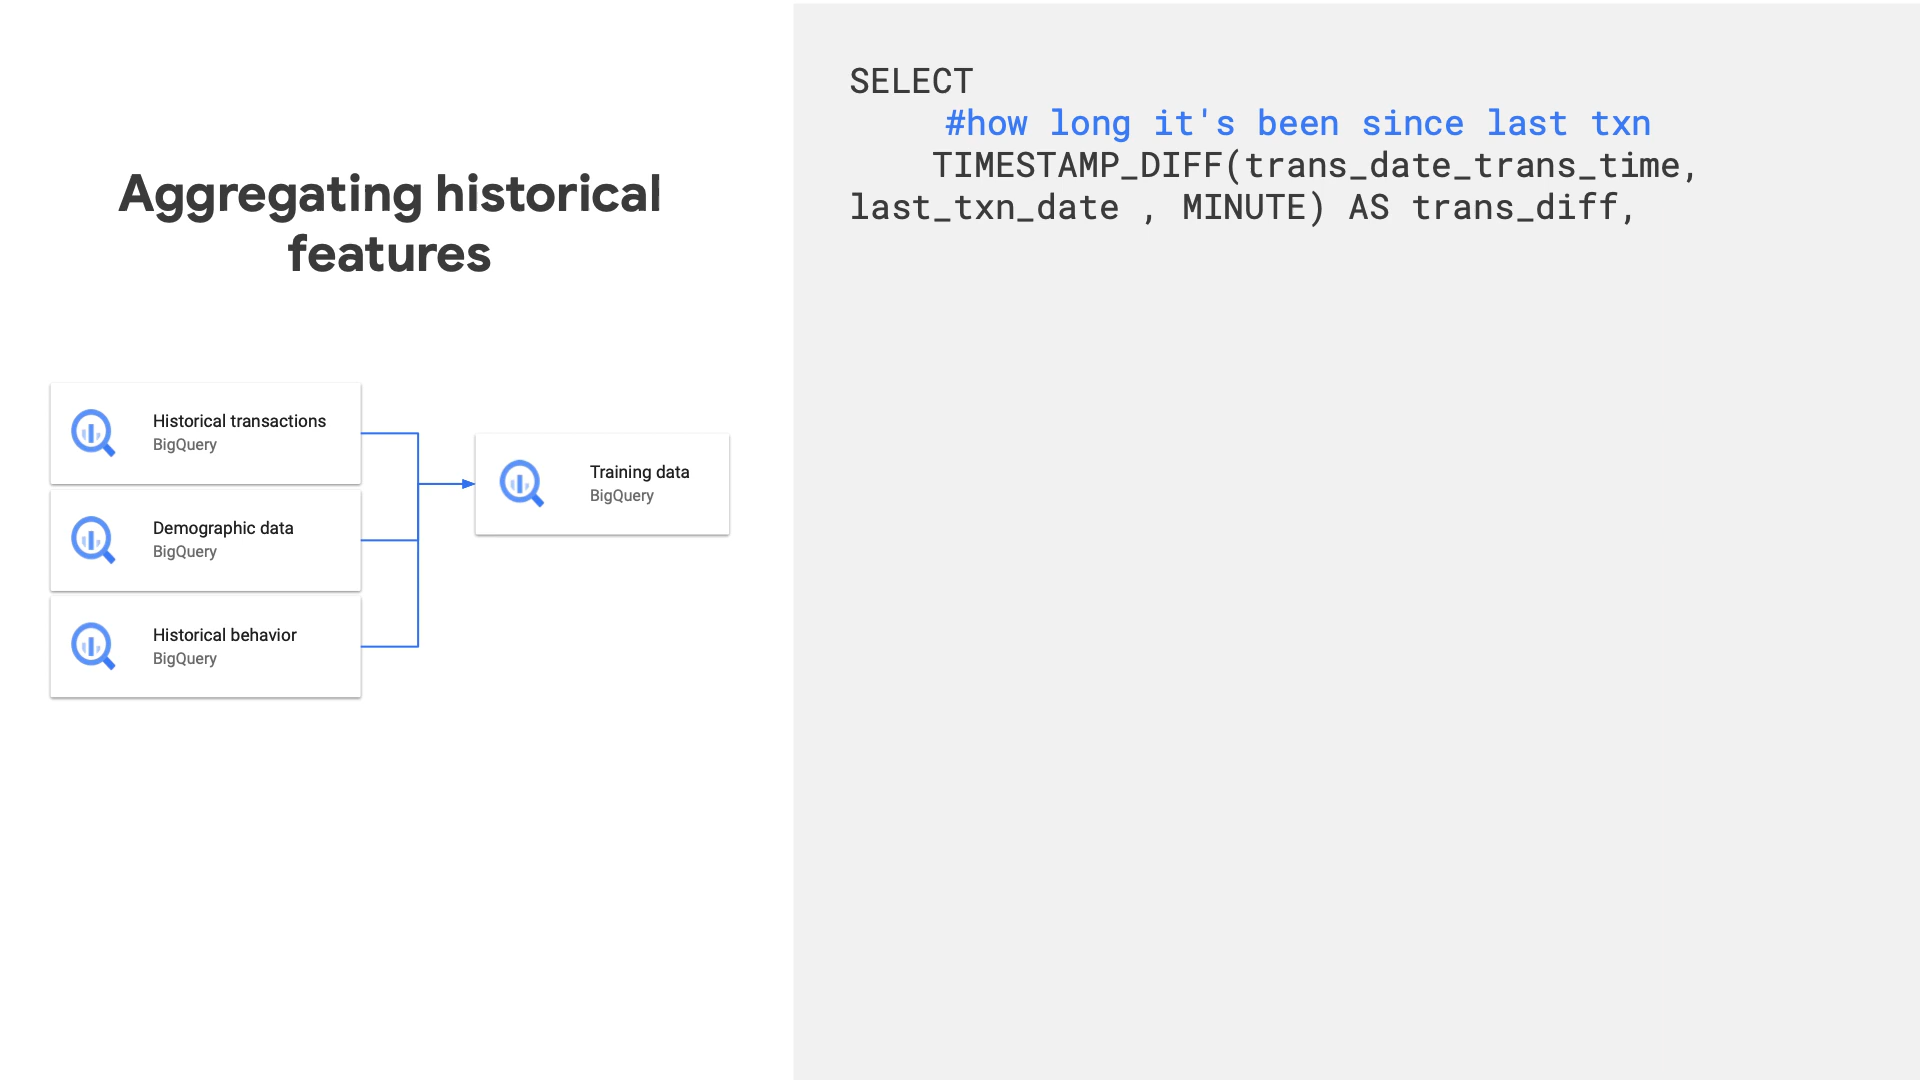 Aggregating historical
features
Historical transactions
BigQuery
Demographic data
BigQuery
Historical behavior
BigQuery
Training data
BigQuery
SELECT
#how long it's been since last txn
TIMESTAMP_DIFF(trans_date_trans_time,
last_txn_date , MINUTE) AS trans_diff,